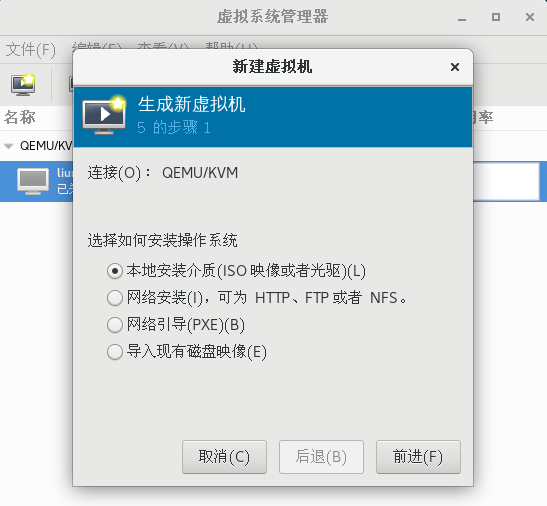 虚拟系统管理器
文件(F) 编辑(E) 查看(V) 帮助(H)
新建虚拟机
生成新虚拟机
5 的步骤 1
名称
QEMU/KV
连接(O)： QEMU/KVM
选择如何安装操作系统
本地安装介质(ISO 映像或者光驱)(L)
网络安装(I)，可为 HTTP、FTP 或者 NFS。
网络引导(PXE)(B)
导入现有磁盘映像(E)
取消(C) 后退(B) 前进(F)